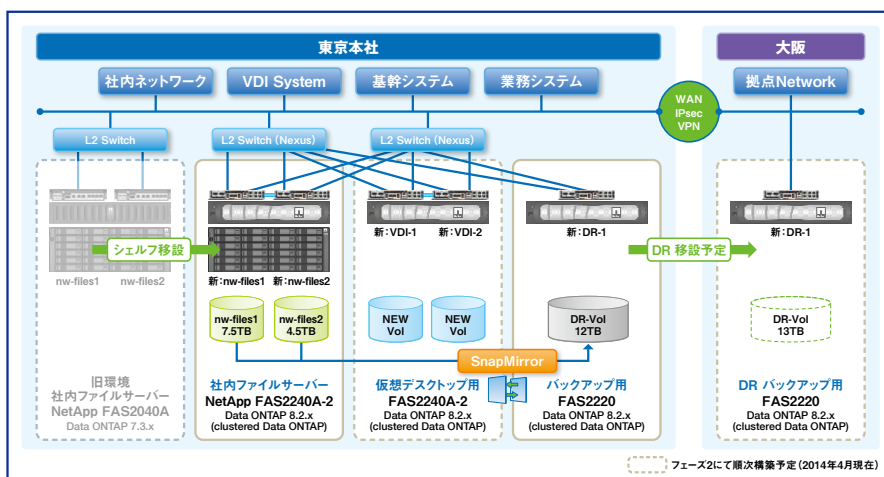 東京本社
大阪
社内ネットワーク
VDI System
基幹システム
業務システム
拠点Network
WAN
IPsec
VPN
L2 Switch
L2 Switch（Nexus）
L2 Switch（Nexus）
シェルフ移設
nw-files1
nw-files2
新：nw-files1
新：nw-files2
新：VDI-1
新：VDI-2
新：DR-1
DR 移設予定
新：DR-1
nw-files1
7.5TB
nw-files2
4.5TB
NEW
Vol
NEW
Vol
DR-Vol
12TB
DR-Vol
13TB
SnapMirror
旧環境
社内ファイルサーバー
NetApp FAS2040A
Data ONTAP 7.3.x
社内ファイルサーバー
NetApp FAS2240A-2
Data ONTAP 8.2.x
(clustered Data ONTAP)
仮想デスクトップ用
FAS2240A-2
Data ONTAP 8.2.x
(clustered Data ONTAP)
バックアップ用
FAS2220
Data ONTAP 8.2.x
(clustered Data ONTAP)
DR バックアップ用
FAS2220
Data ONTAP 8.2.x
(clustered Data ONTAP)
フェーズ2にて順次構築予定（2014年4月現在）